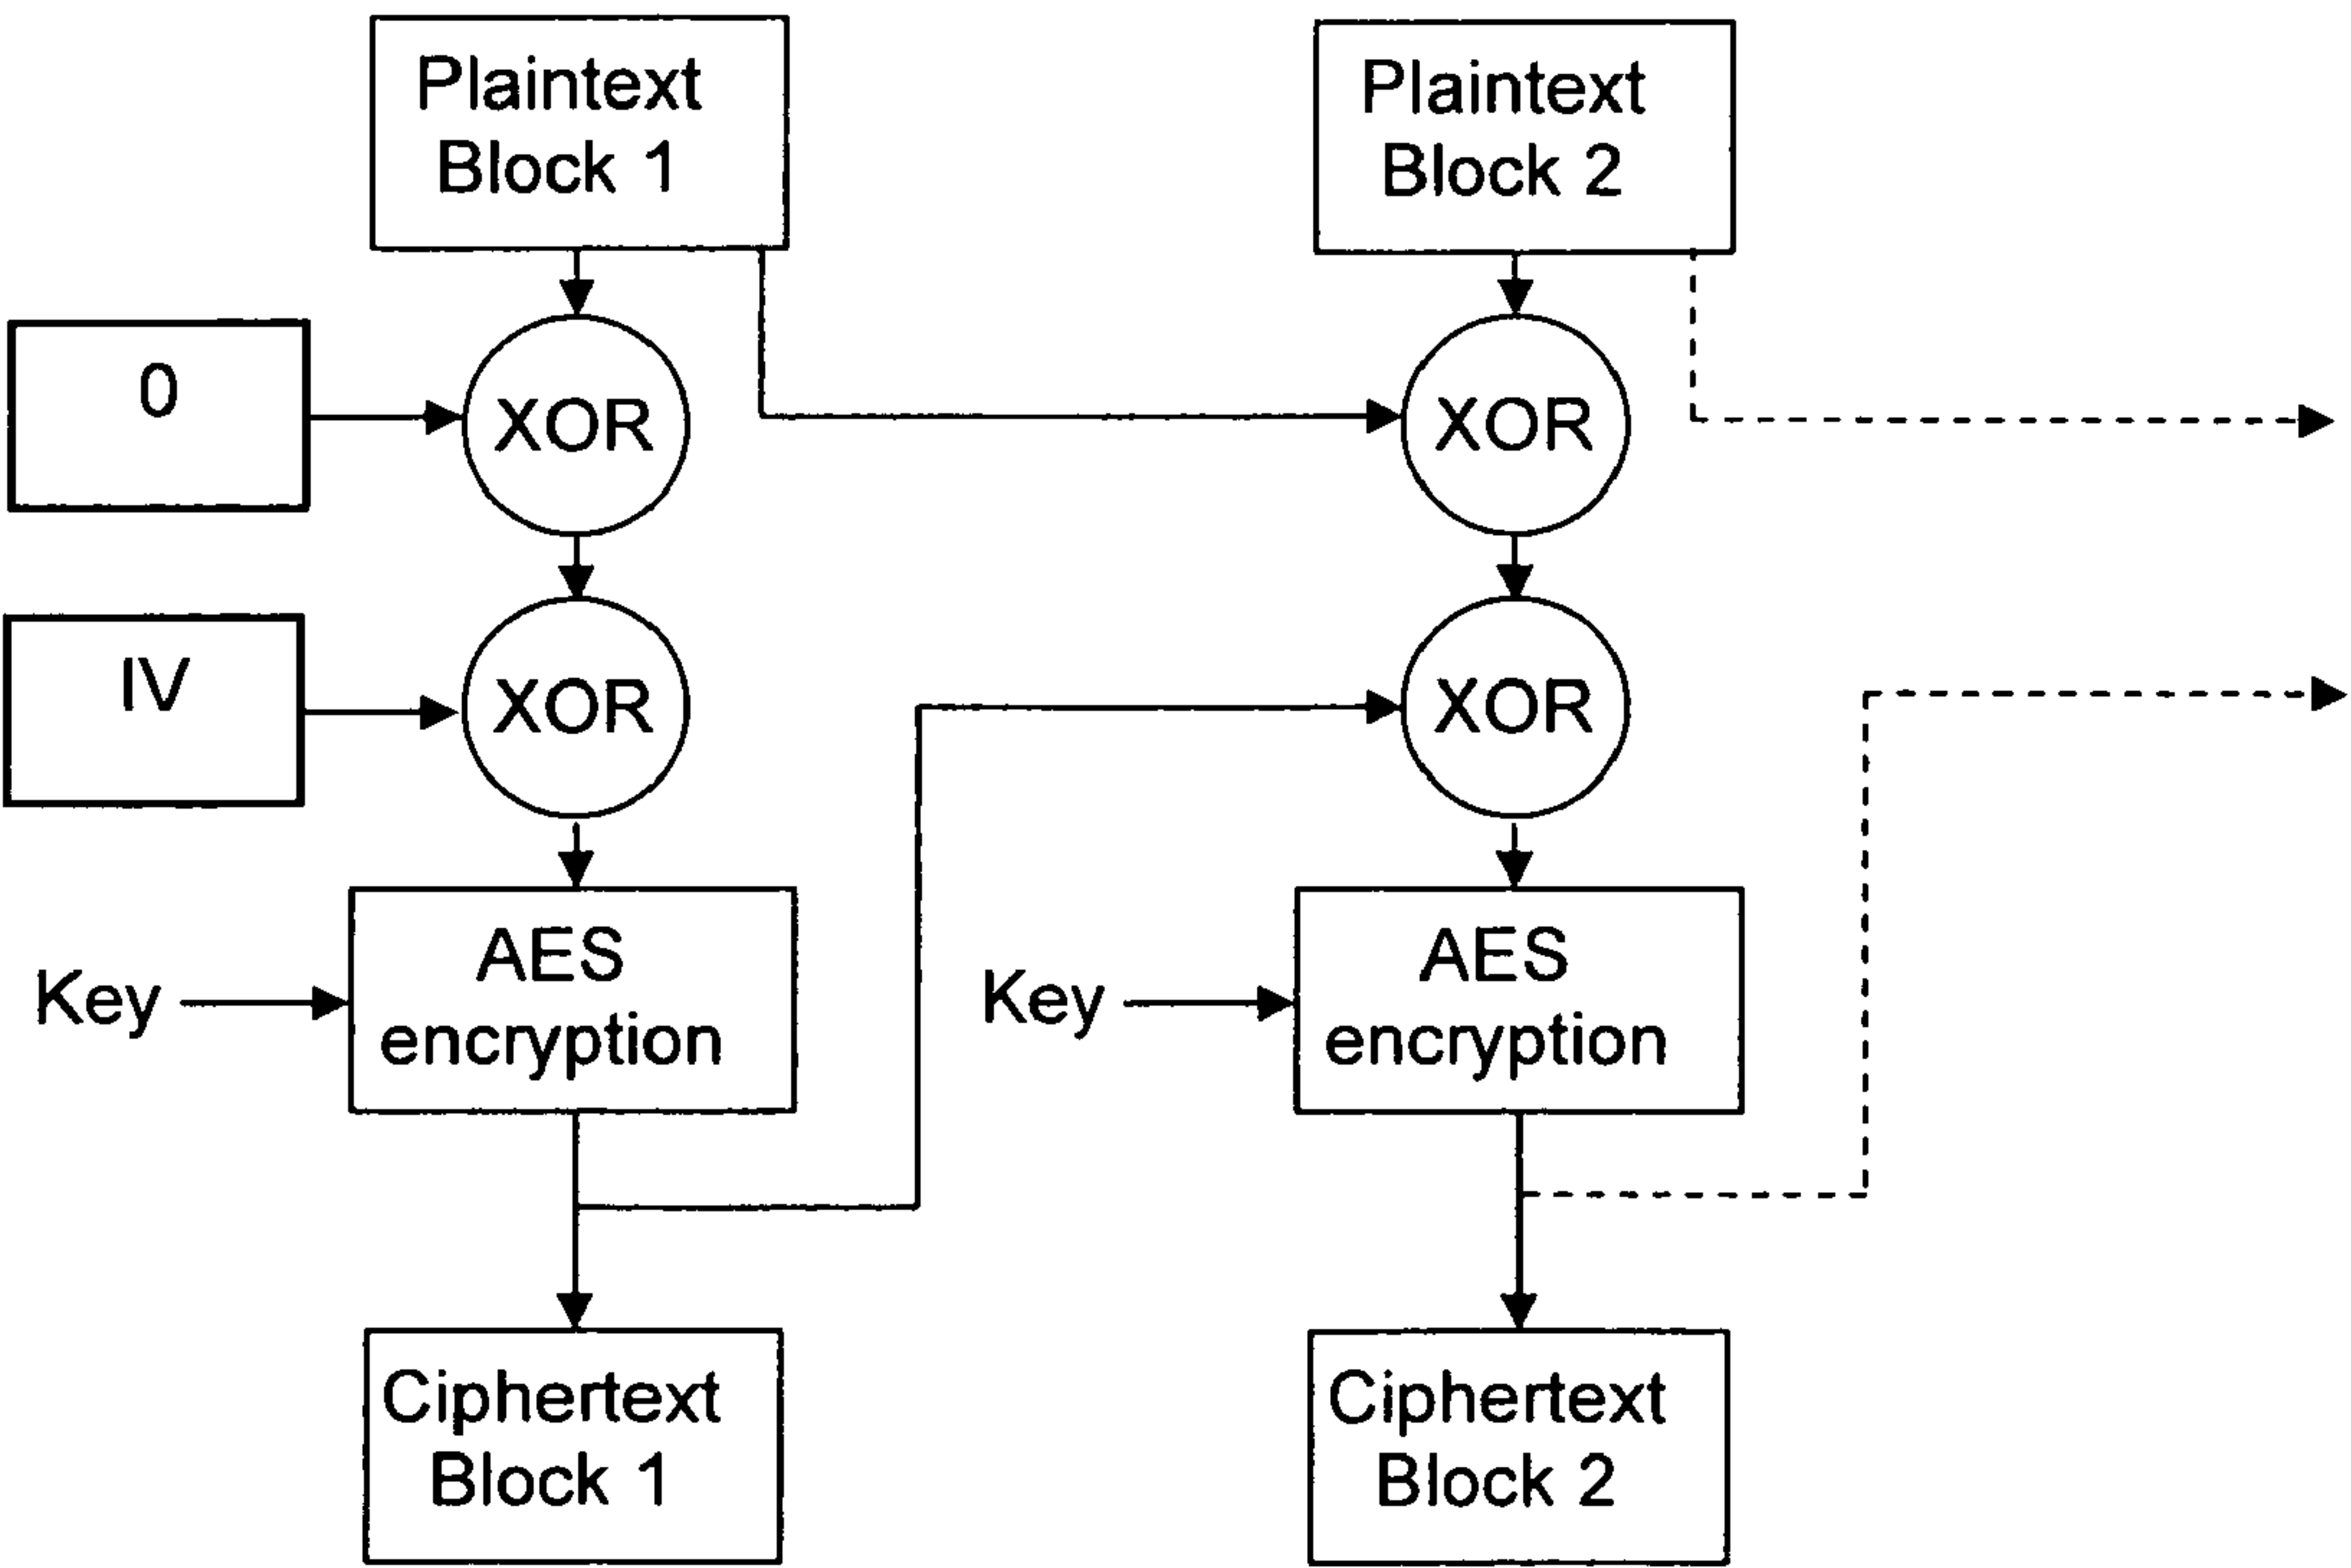 Plaintext
Block 1
Plaintext
Block 2
0
XOR
XOR
IV
XOR
XOR
Key
AES
encryption
Key
AES
encryption
Ciphertext
Block 1
Ciphertext
Block 2